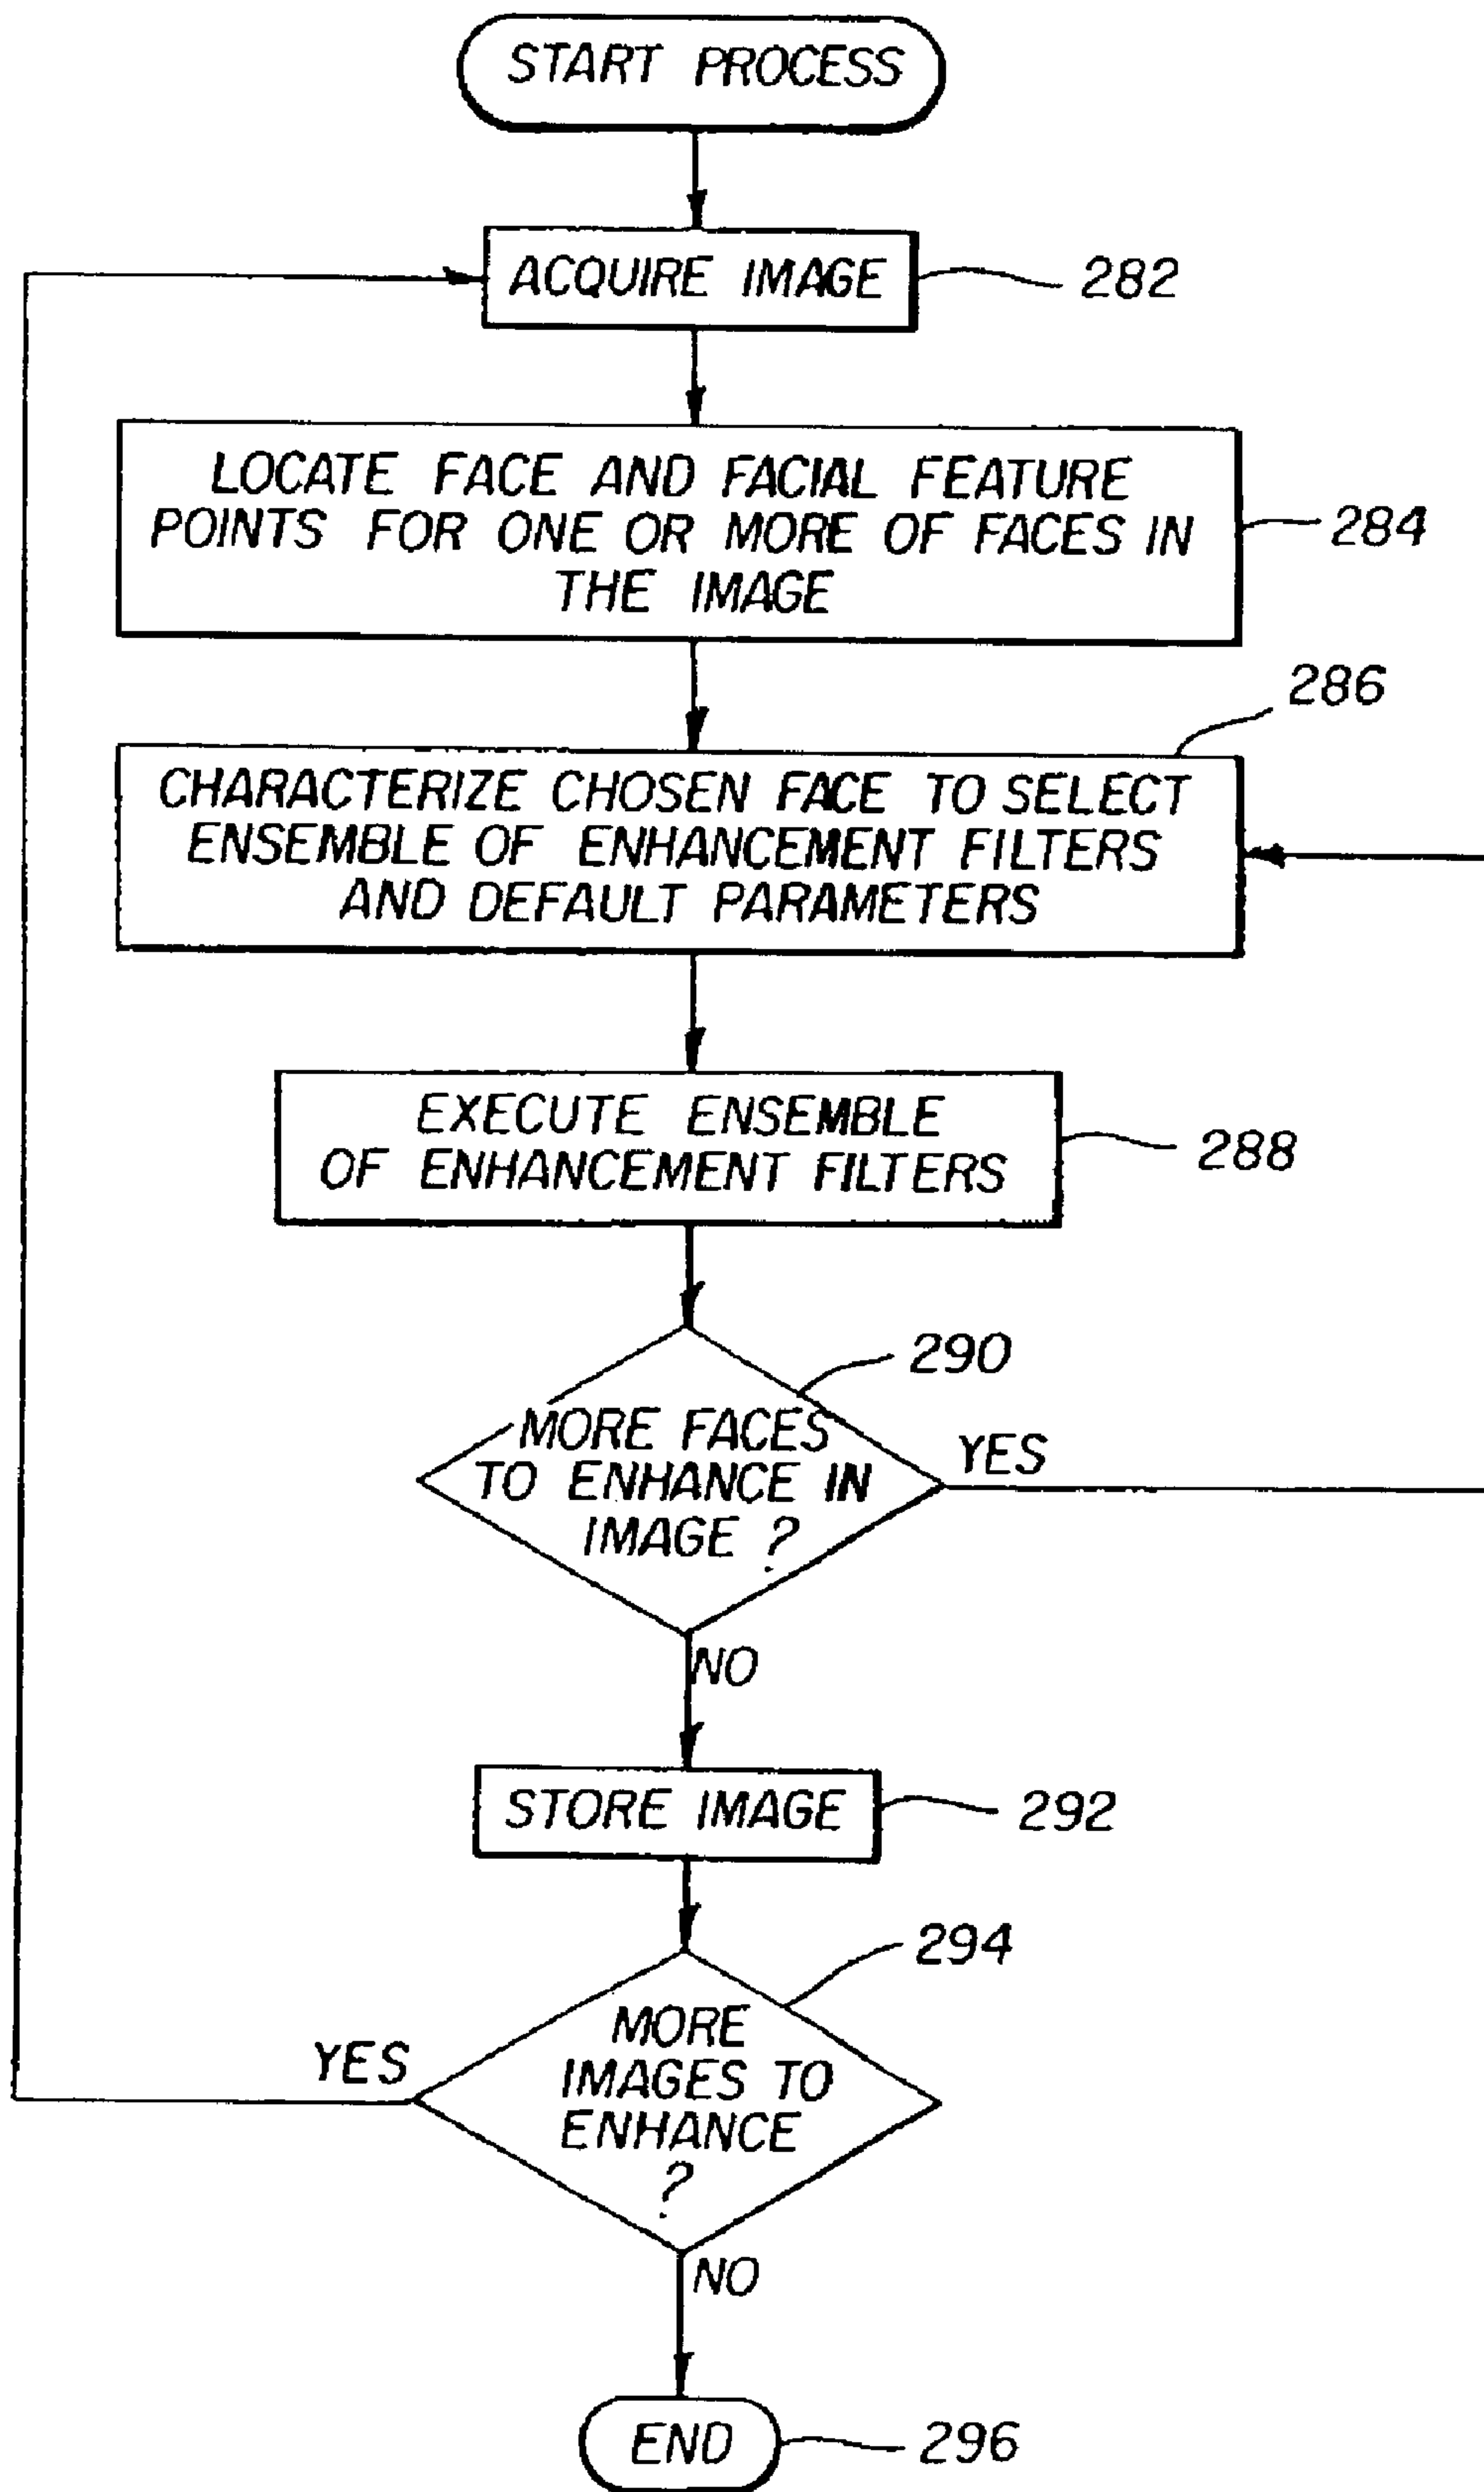 START PROCESS
ACQUIRE IMAGE
282
LOCATE FACE AND FACIAL FEATURE
POINTS FOR ONE OR MORE OF FACES IN
THE IMAGE
284
286
CHARACTERIZE CHOSEN FACE TO SELECT
ENSEMBLE OF ENHANCEMENT FILTERS
AND DEFAULT PARAMETERS
EXECUTE ENSEMBLE
OF ENHANCEMENT FILTERS
288
290
MORE FACES
TO ENHANCE IN
IMAGE ?
YES
NO
STORE IMAGE
292
294
MORE
IMAGES TO
ENHANCE
?
YES
NO
END
296